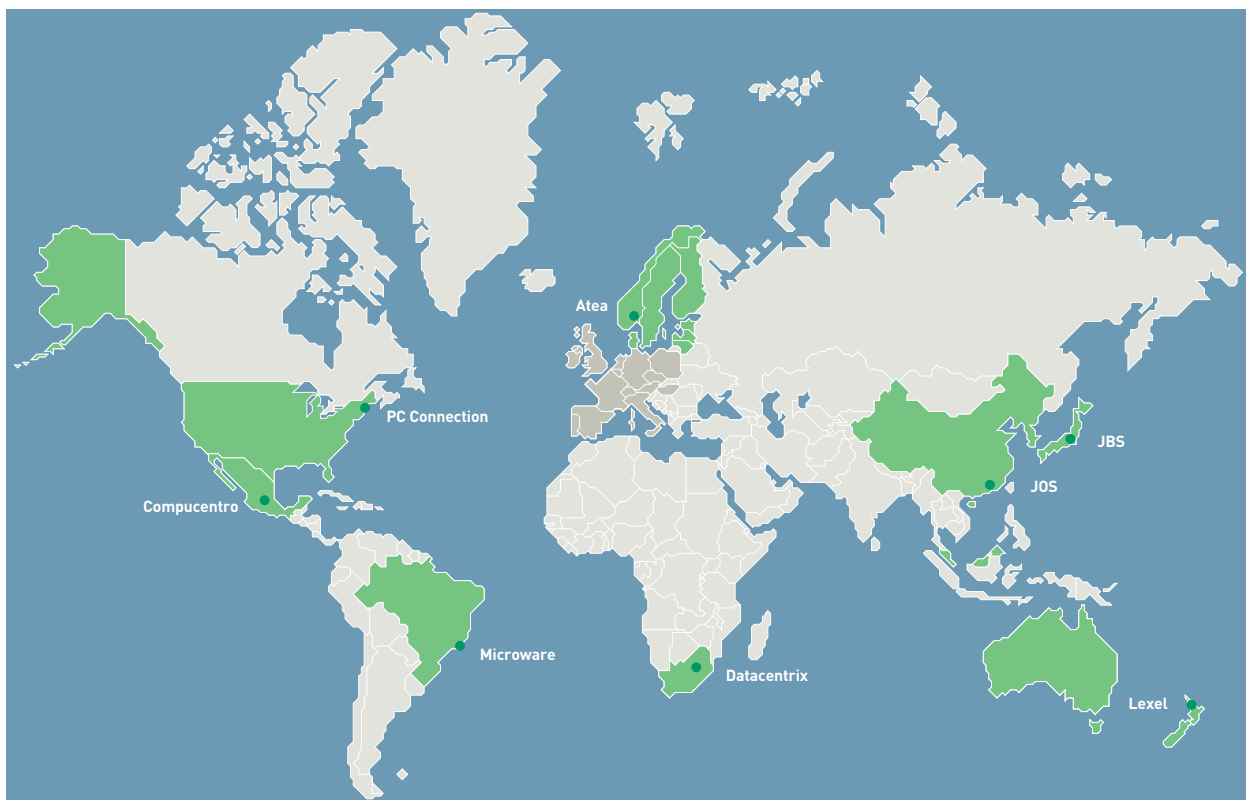 Atea
PC Connection
JBS
JOS
Compucentro
Microware
Datacentrix
Lexel